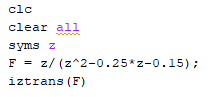 clc
clear all
syms z
F = z/(z^2-0.25*z-0.15);
iztrans(F)